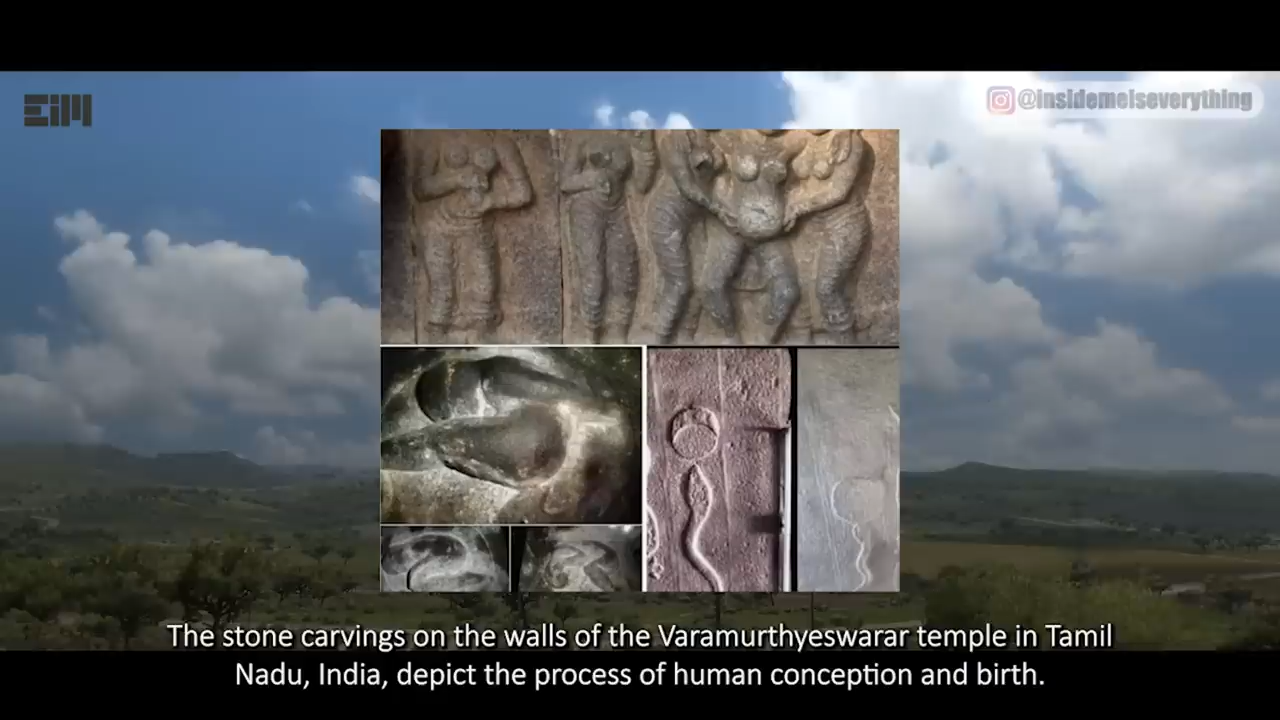 EiM
@insidemeiseverything
The stone carvings on the walls of the Varamurthyeswarar temple in Tamil
Nadu, India, depict the process of human conception and birth.